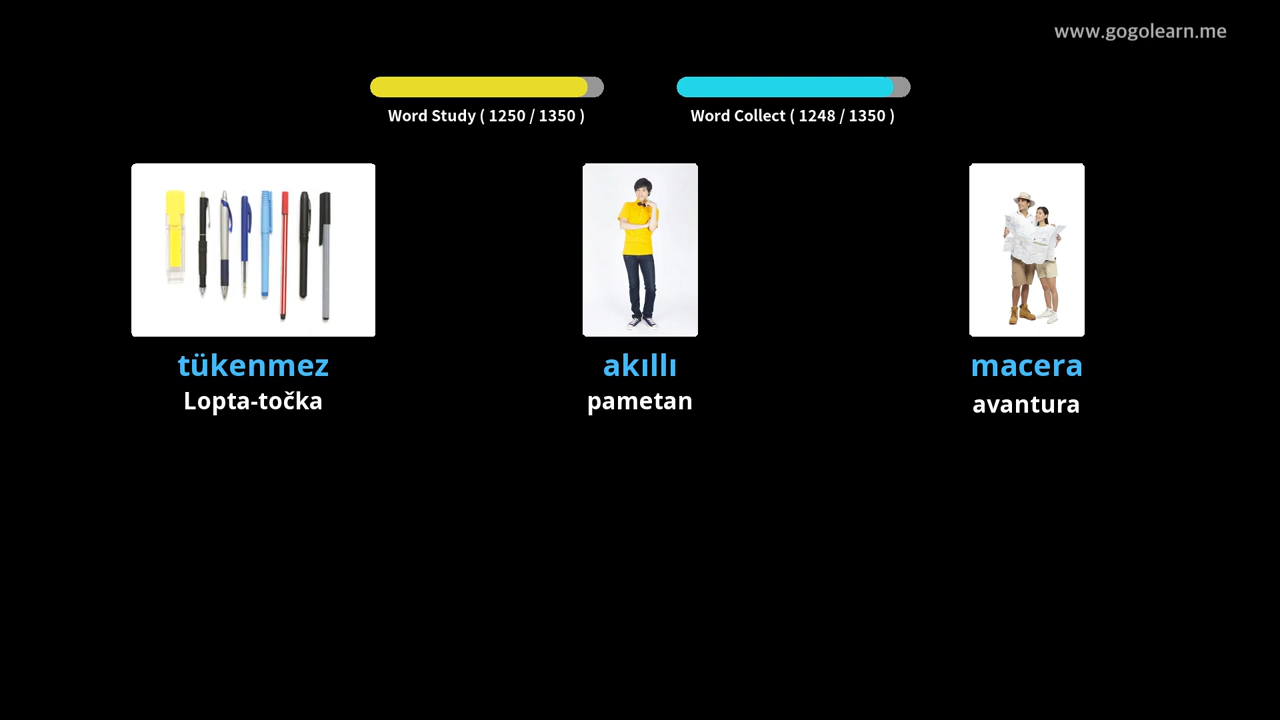 www.gogolearn.me
Word Study ( 1250 / 1350 )
Word Collect ( 1248 / 1350 )
tükenmez
Lopta-točka
akıllı
pametan
macera
avantura